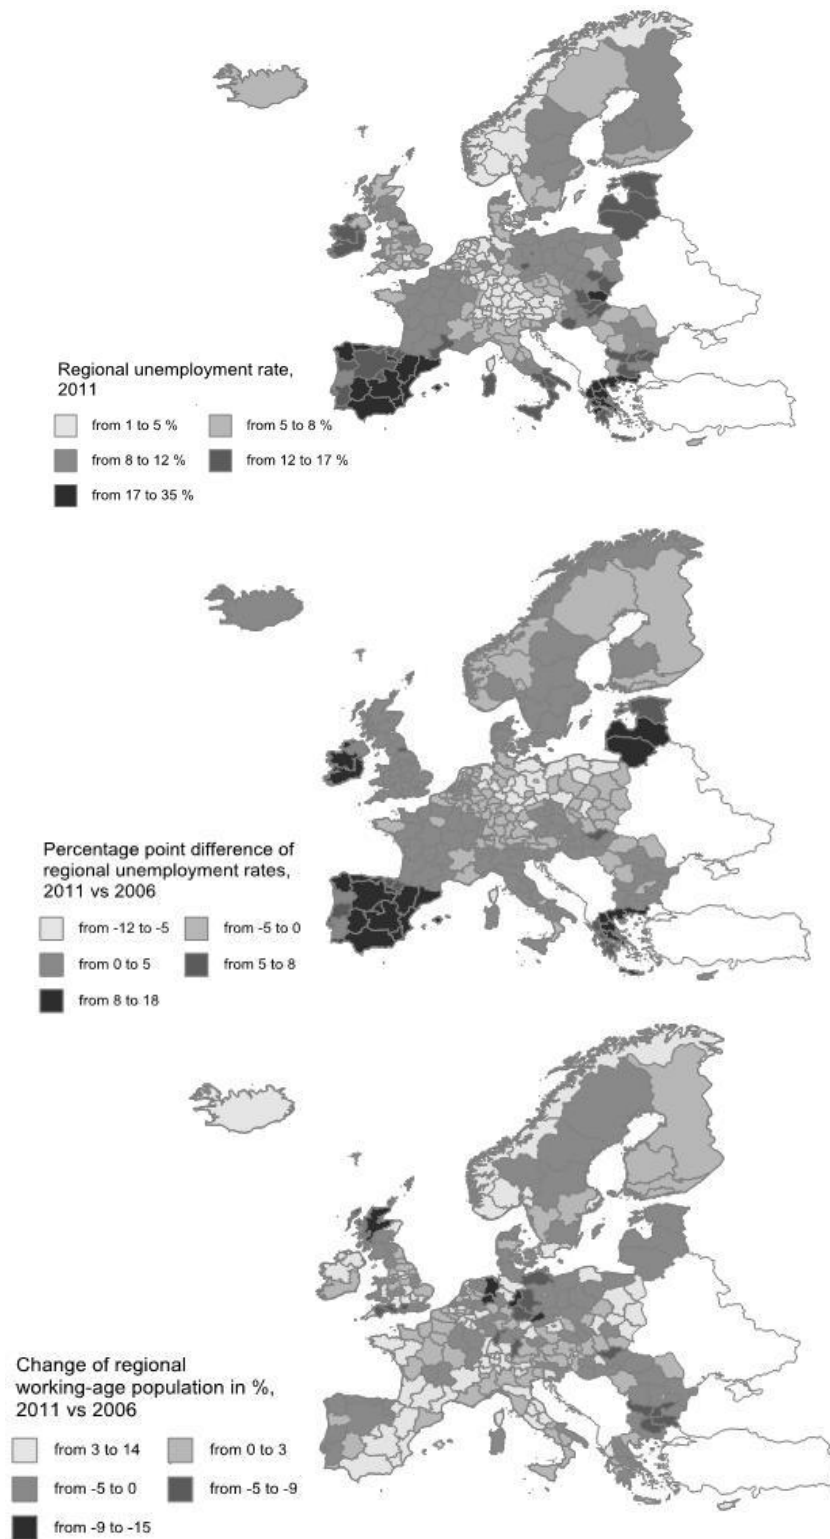 Regional unemployment rate,
2011
from 1 to 5 %
from 5 to 8 %
from 8 to 12 %
from 12 to 17 %
from 17 to 35 %
Percentage point difference of
regional unemployment rates,
2011 vs 2006
from -12 to -5
from -5 to 0
from 0 to 5
from 5 to 8
from 8 to 18
Change of regional
working-age population in %,
2011 vs 2006
from 3 to 14
from 0 to 3
from -5 to 0
from -5 to -9
from -9 to -15